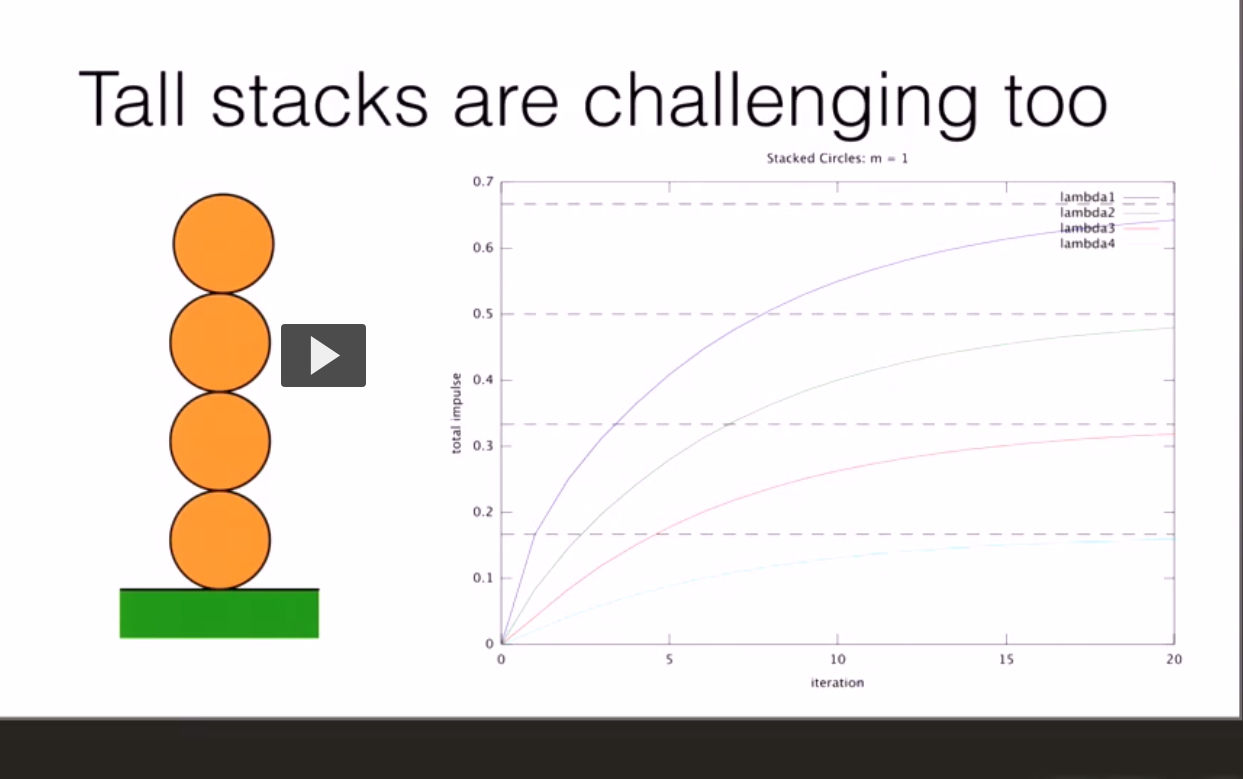 Tall stacks are challenging too
Stacked Circles: m = 1
0.7
0.6
0.5
0.4
0.3
0.2
0.1
0
total impulse
lambda1
lambda2
lambda3
lambda4
0 5 10 15 20
iteration